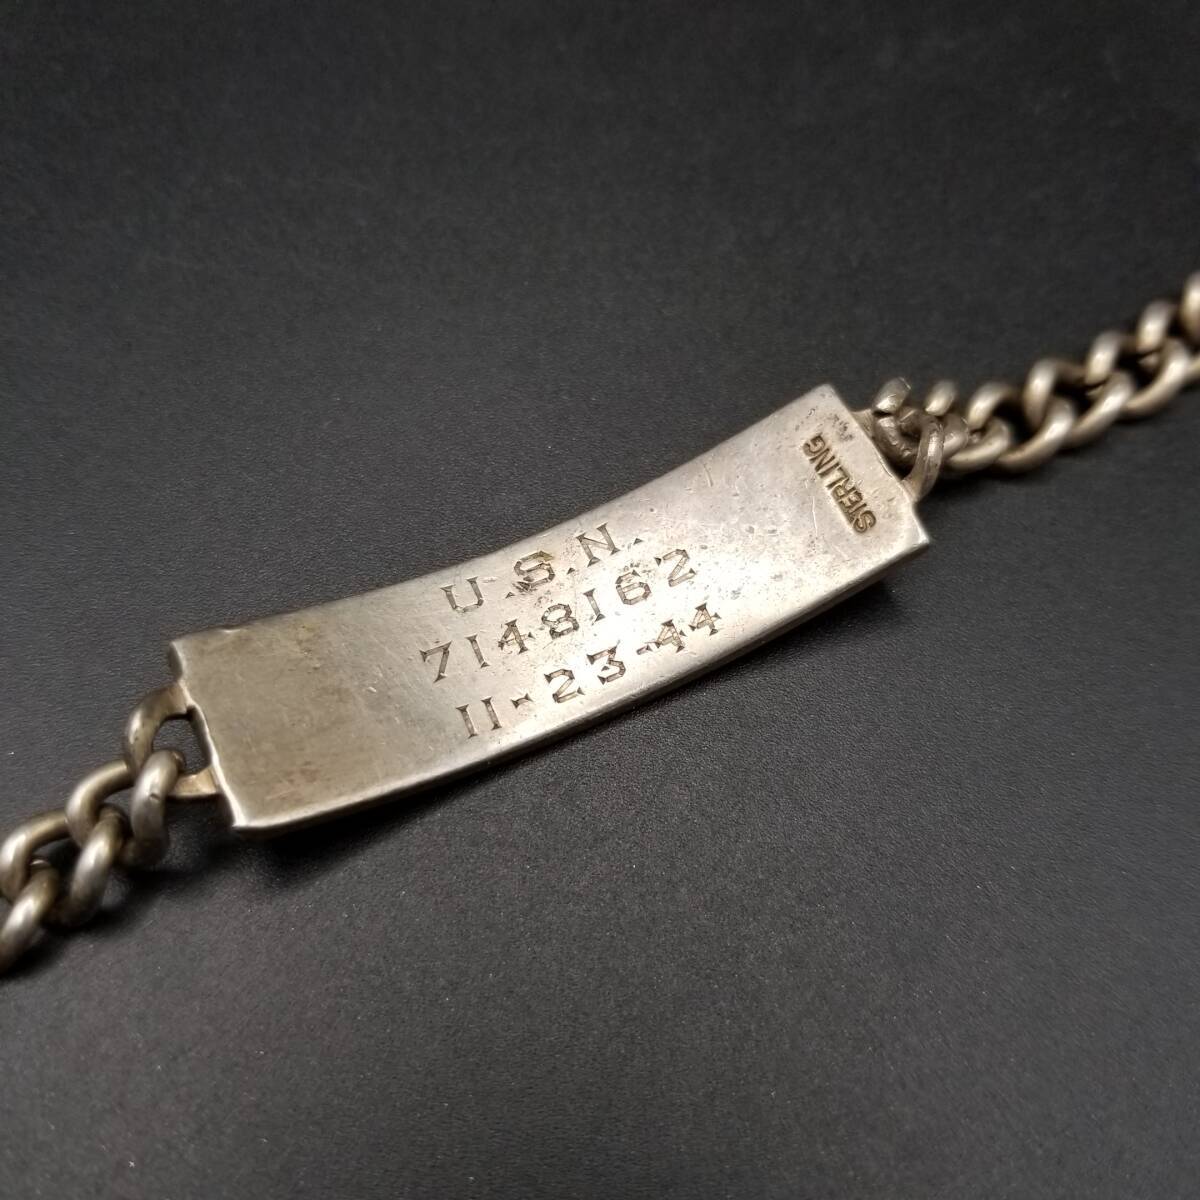 U.S.N.
7148162
11-23-44
STERLING